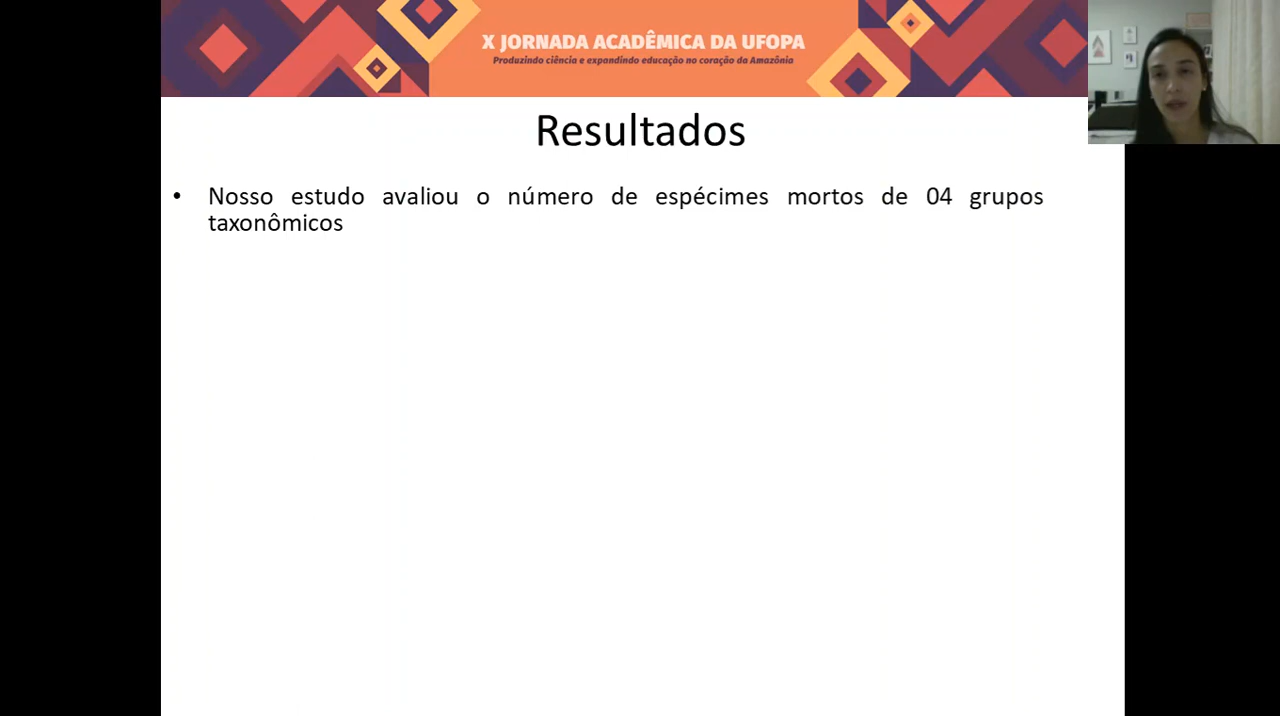 X JORNADA ACADÊMICA DA UFOPA
Produzindo ciência e expandindo educação no coração da Amazônia
Resultados
• Nosso estudo avaliou o número de espécimes mortos de 04 grupos
taxonômicos